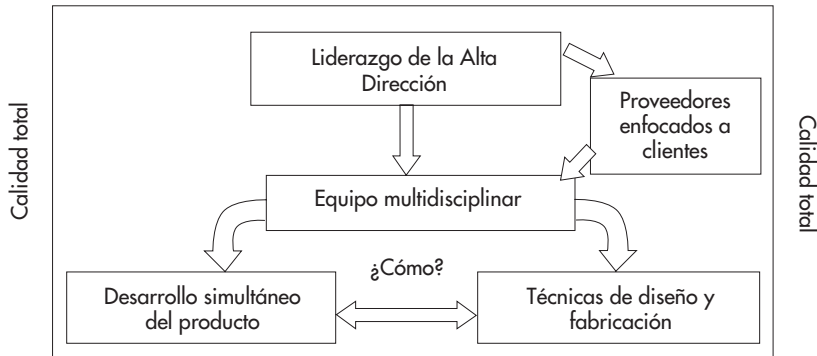 Liderazgo de la Alta
Dirección
Proveedores
enfocados a
clientes
Calidad total
Calidad total
Equipo multidisciplinar
¿Cómo?
Desarrollo simultáneo
del producto
Técnicas de diseño y
fabricación